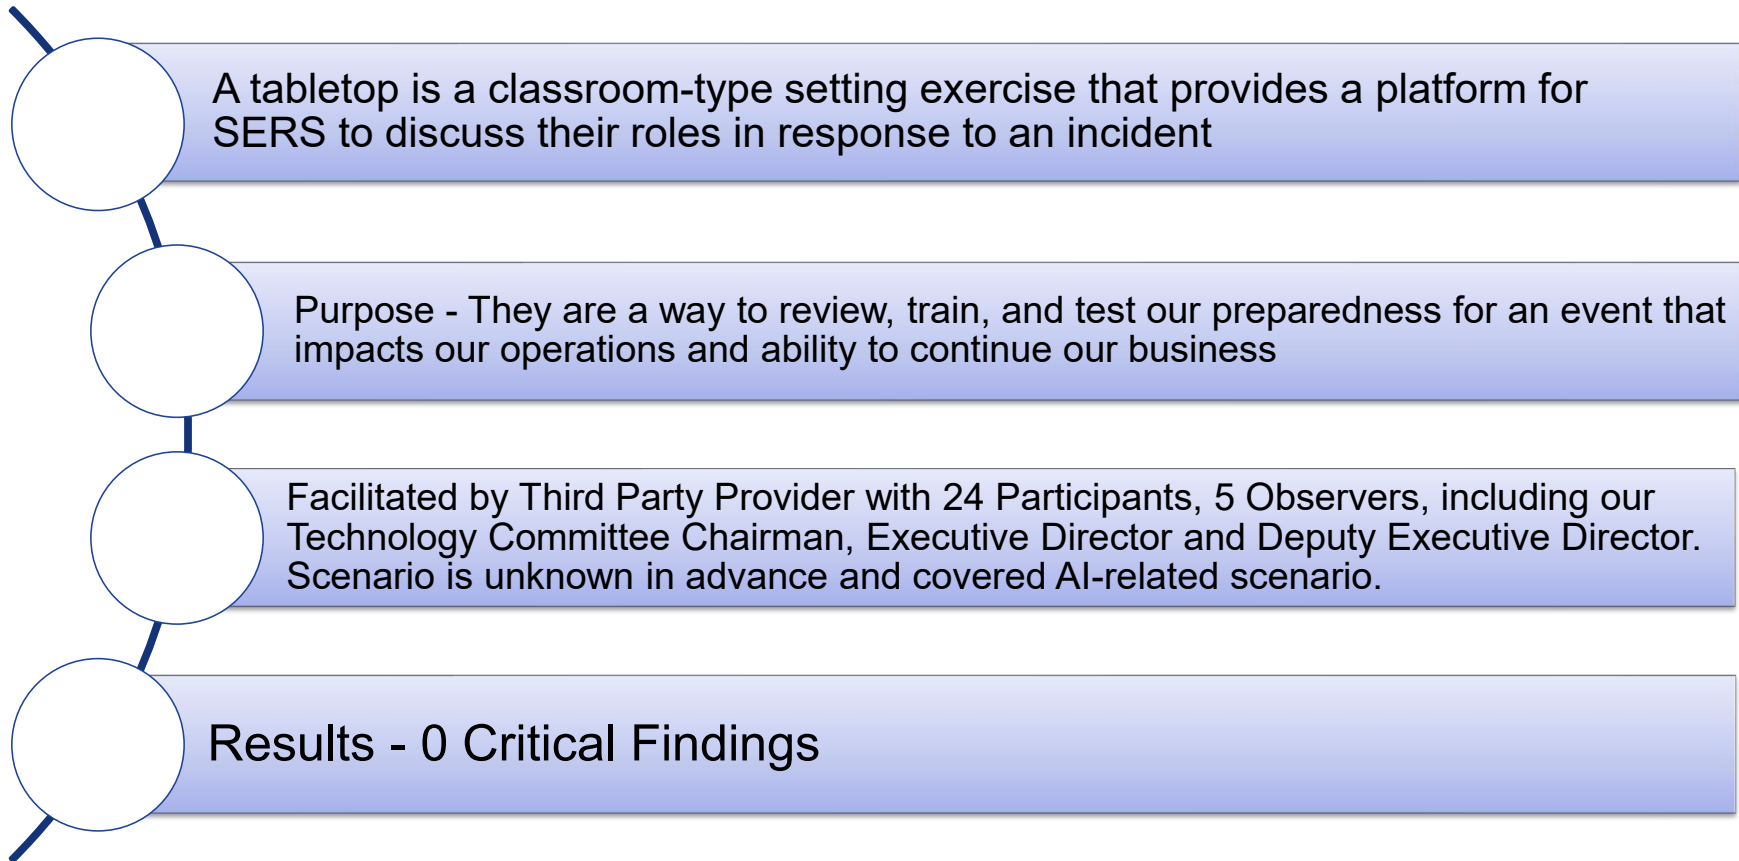 A tabletop is a classroom-type setting exercise that provides a platform for
SERS to discuss their roles in response to an incident
Purpose - They are a way to review, train, and test our preparedness for an event that
impacts our operations and ability to continue our business
Facilitated by Third Party Provider with 24 Participants, 5 Observers, including our
Technology Committee Chairman, Executive Director and Deputy Executive Director.
Scenario is unknown in advance and covered AI-related scenario.
Results - 0 Critical Findings